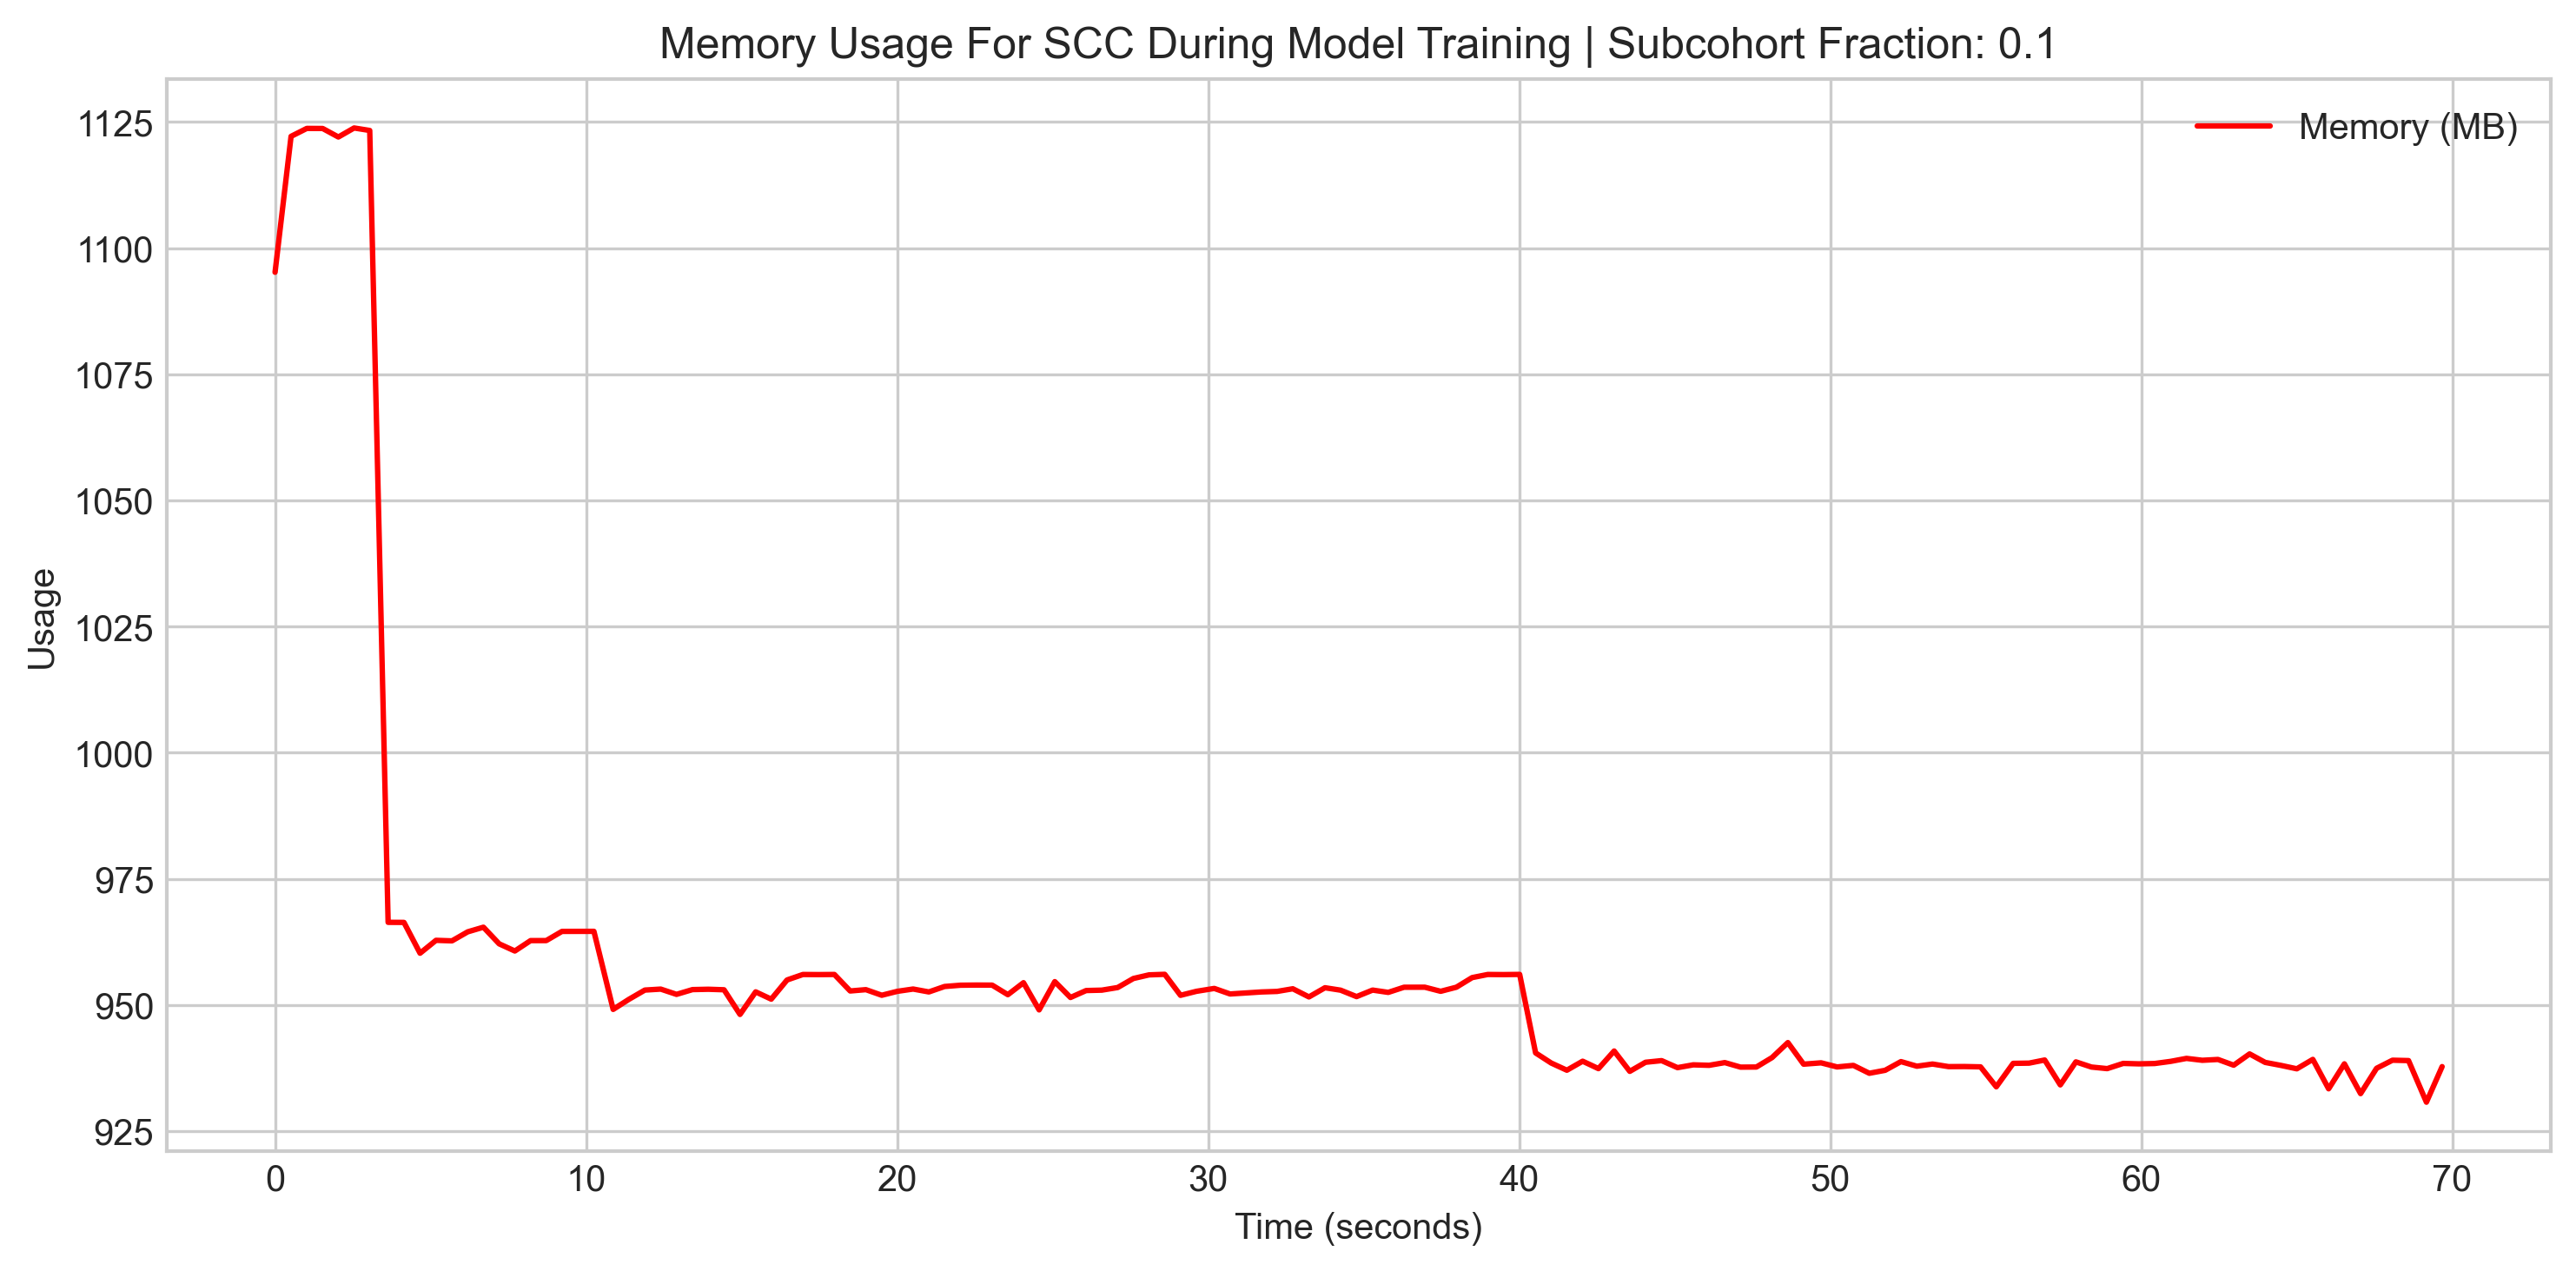 Memory Usage For SCC During Model Training | Subcohort Fraction: 0.1
Memory (MB)
Usage
1125
1100
1075
1050
1025
1000
975
950
925
0 10 20 30 40 50 60 70
Time (seconds)